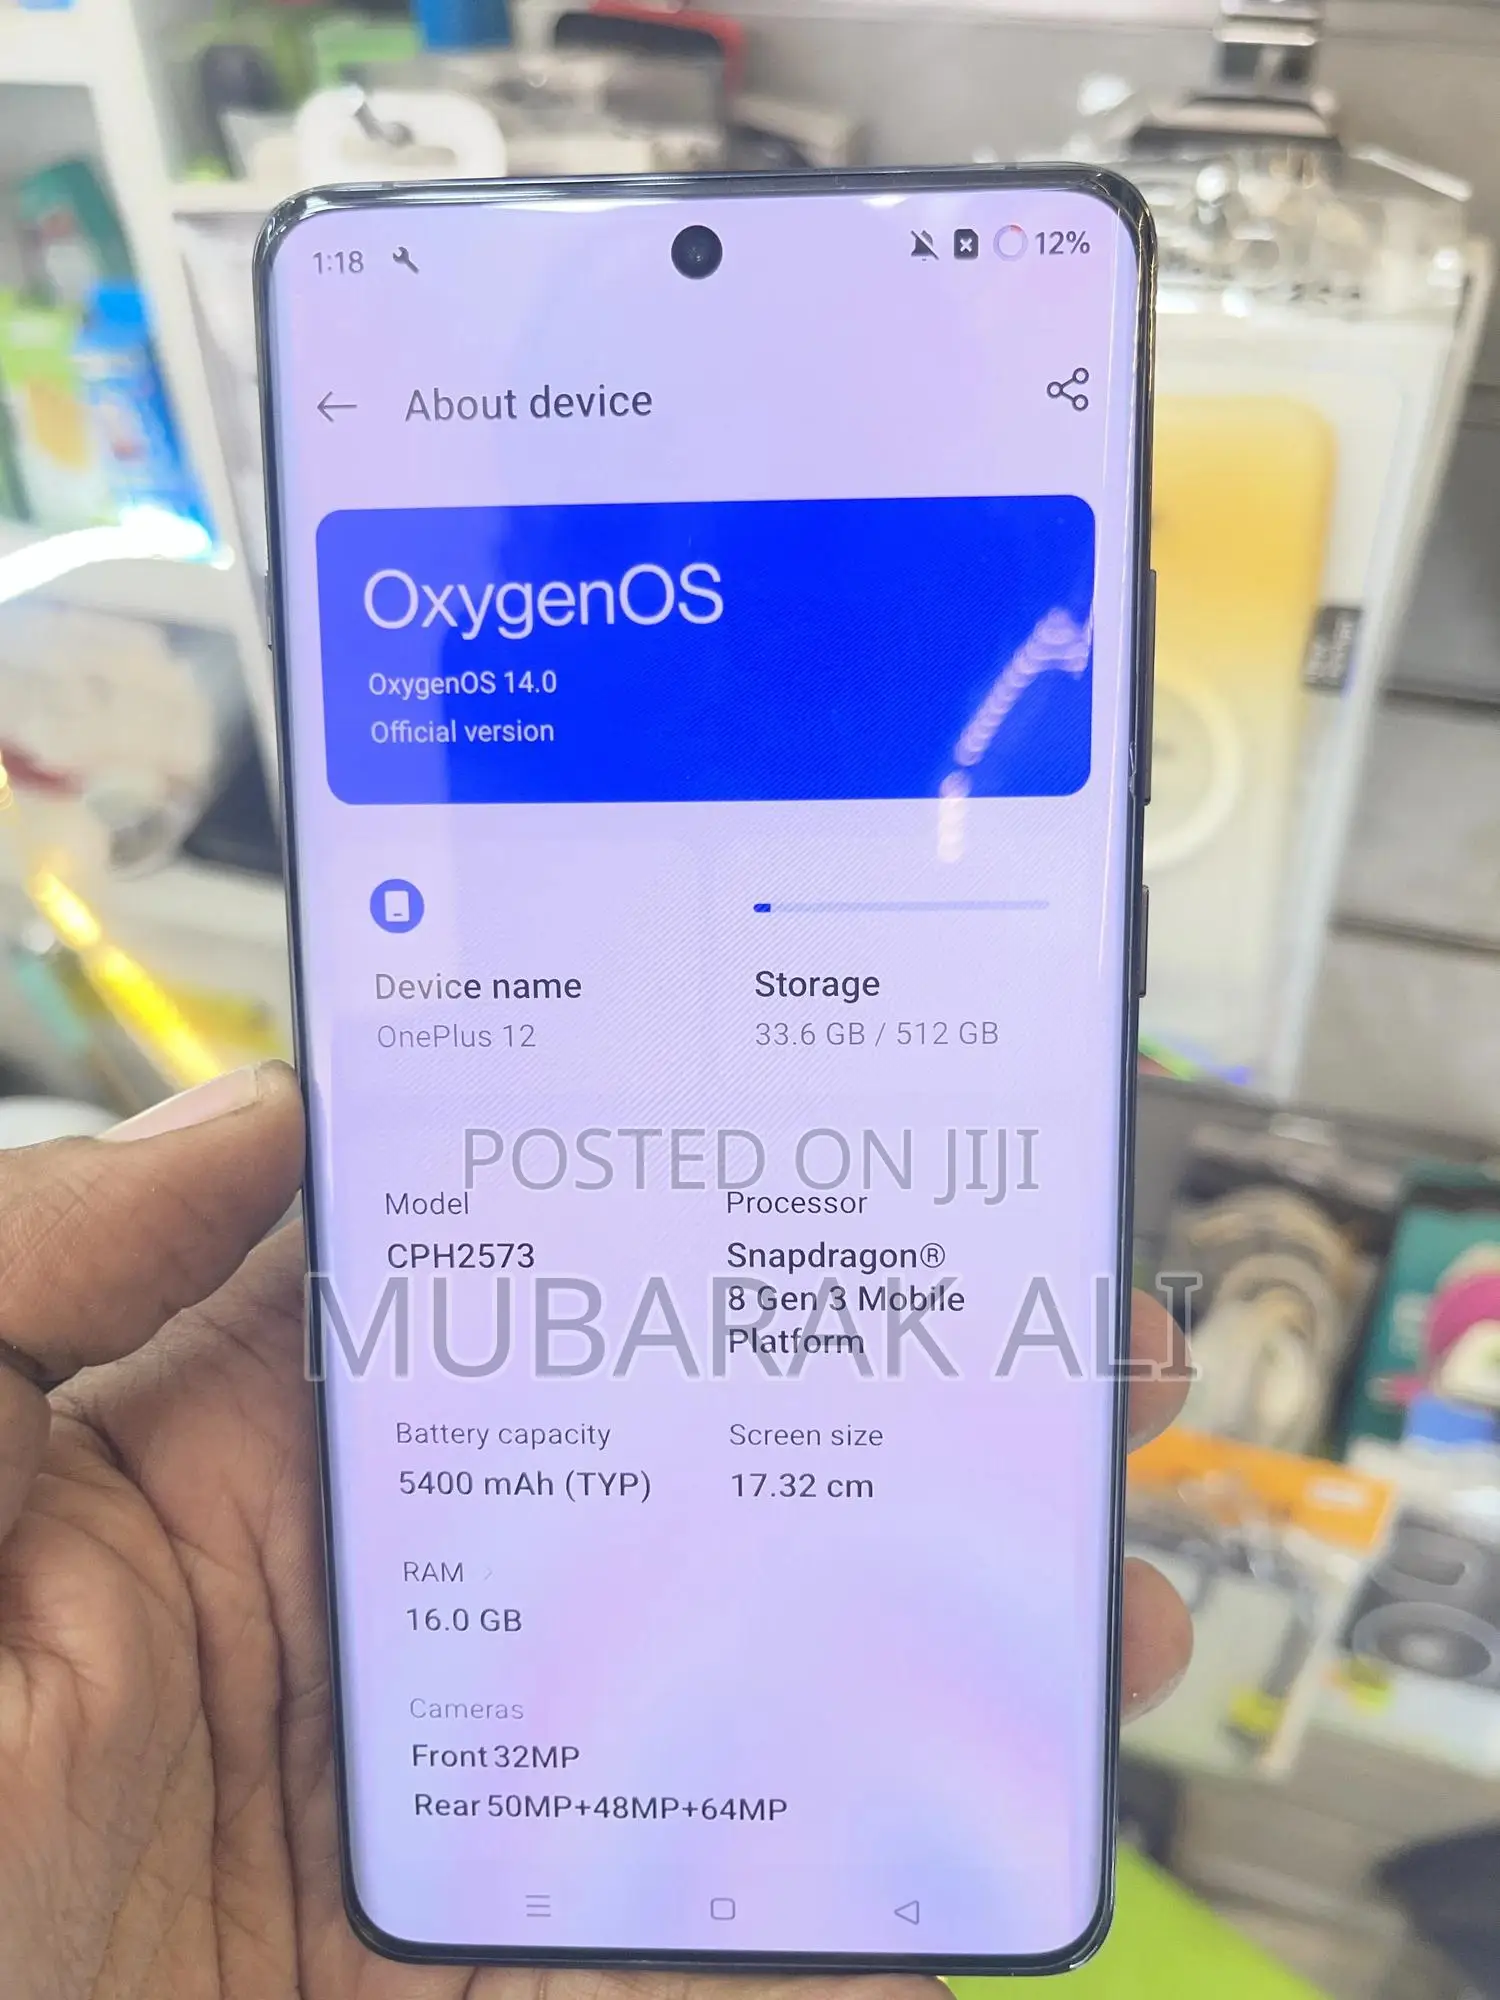 1:18
12%
About device
OxygenOS
OxygenOS 14.0
Official version
Device name
OnePlus 12
Storage
33.6 GB / 512 GB
POSTED ON JIJI
Model
CPH2573
Processor
Snapdragon®
8 Gen 3 Mobile
Platform
MUBARAK ALI
Battery capacity
5400 mAh (TYP)
Screen size
17.32 cm
RAM
16.0 GB
Cameras
Front 32MP
Rear 50MP+48MP+64MP